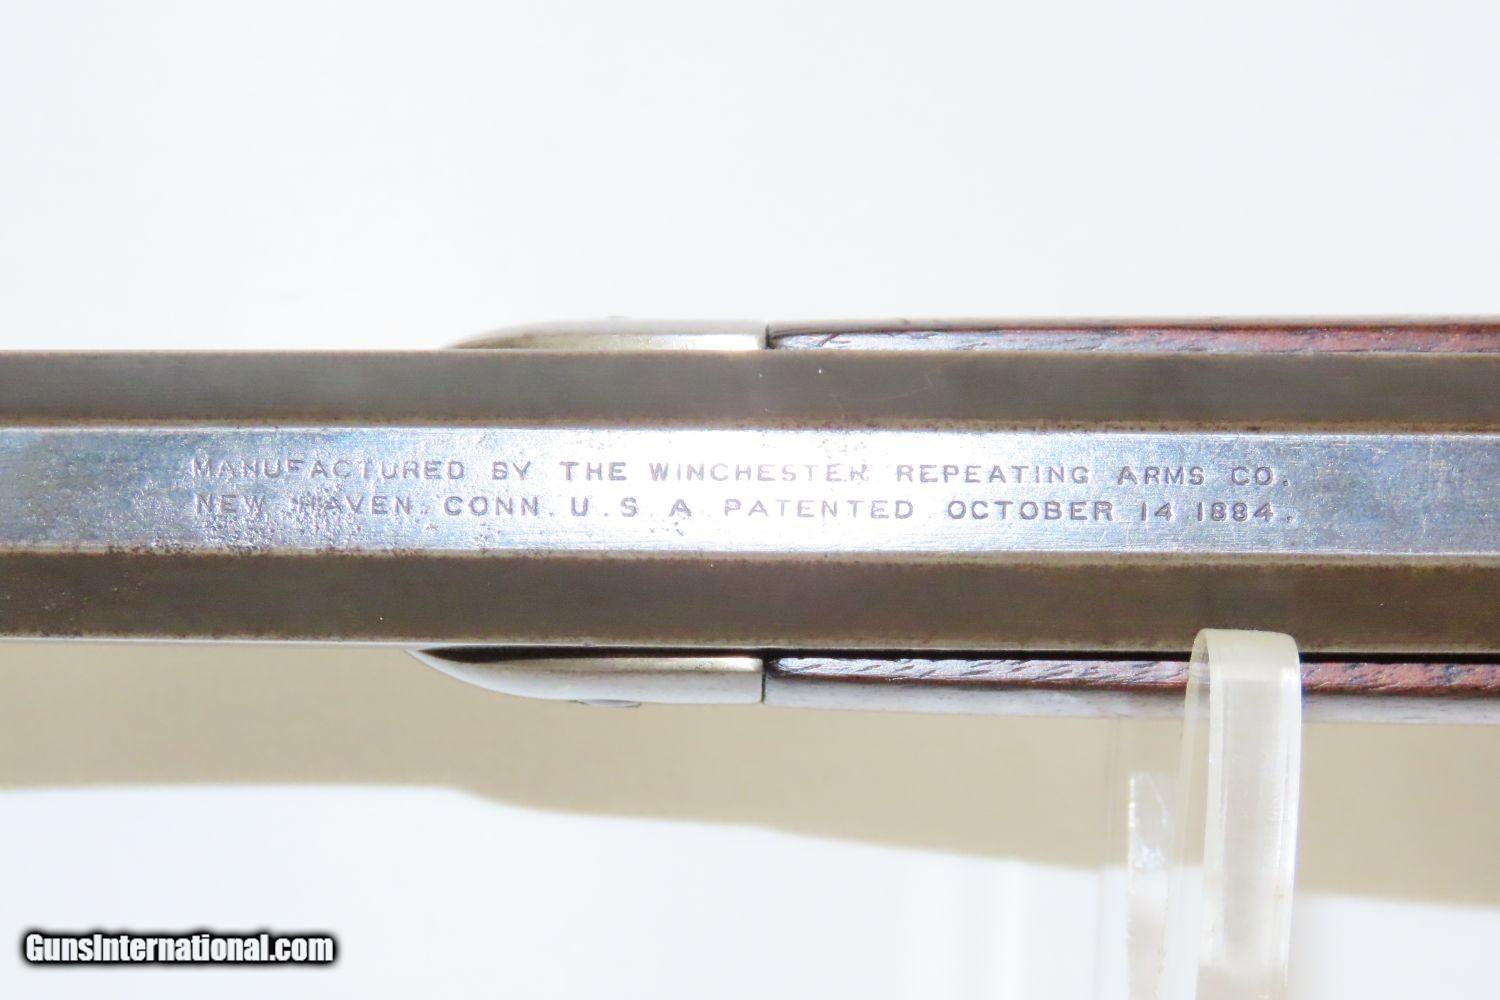 MANUFACTURED BY THE WINCHESTER REPEATING ARMS CO.
NEW HAVEN. CONN. U.S.A. PATENTED OCTOBER 14 1884.
GunsInternational.com